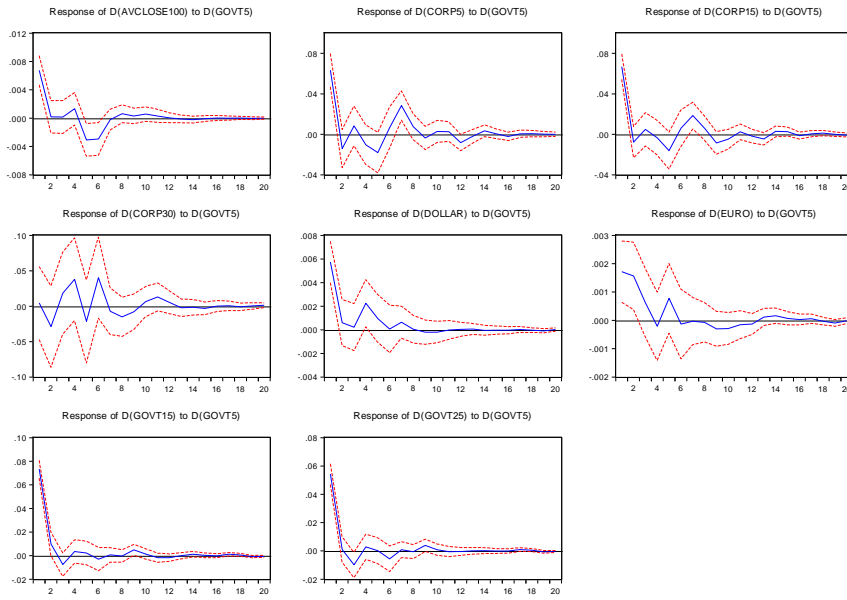 Response of D(AVCLOSE100) to D(GOVT5)
.012
.008
.004
.000
-.004
-.008
2 4 6 8 10 12 14 16 18 20
Response of D(CORP5) to D(GOVT5)
.08
.04
.00
-.04
2 4 6 8 10 12 14 16 18 20
Response of D(CORP15) to D(GOVT5)
.08
.04
.00
-.04
2 4 6 8 10 12 14 16 18 20
Response of D(CORP30) to D(GOVT5)
.10
.05
.00
-.05
-.10
2 4 6 8 10 12 14 16 18 20
Response of D(DOLLAR) to D(GOVT5)
.008
.006
.004
.002
.000
-.002
-.004
2 4 6 8 10 12 14 16 18 20
Response of D(EURO) to D(GOVT5)
.003
.002
.001
.000
-.001
-.002
2 4 6 8 10 12 14 16 18 20
Response of D(GOVT15) to D(GOVT5)
.10
.08
.06
.04
.02
.00
-.02
2 4 6 8 10 12 14 16 18 20
Response of D(GOVT25) to D(GOVT5)
.08
.06
.04
.02
.00
-.02
2 4 6 8 10 12 14 16 18 20